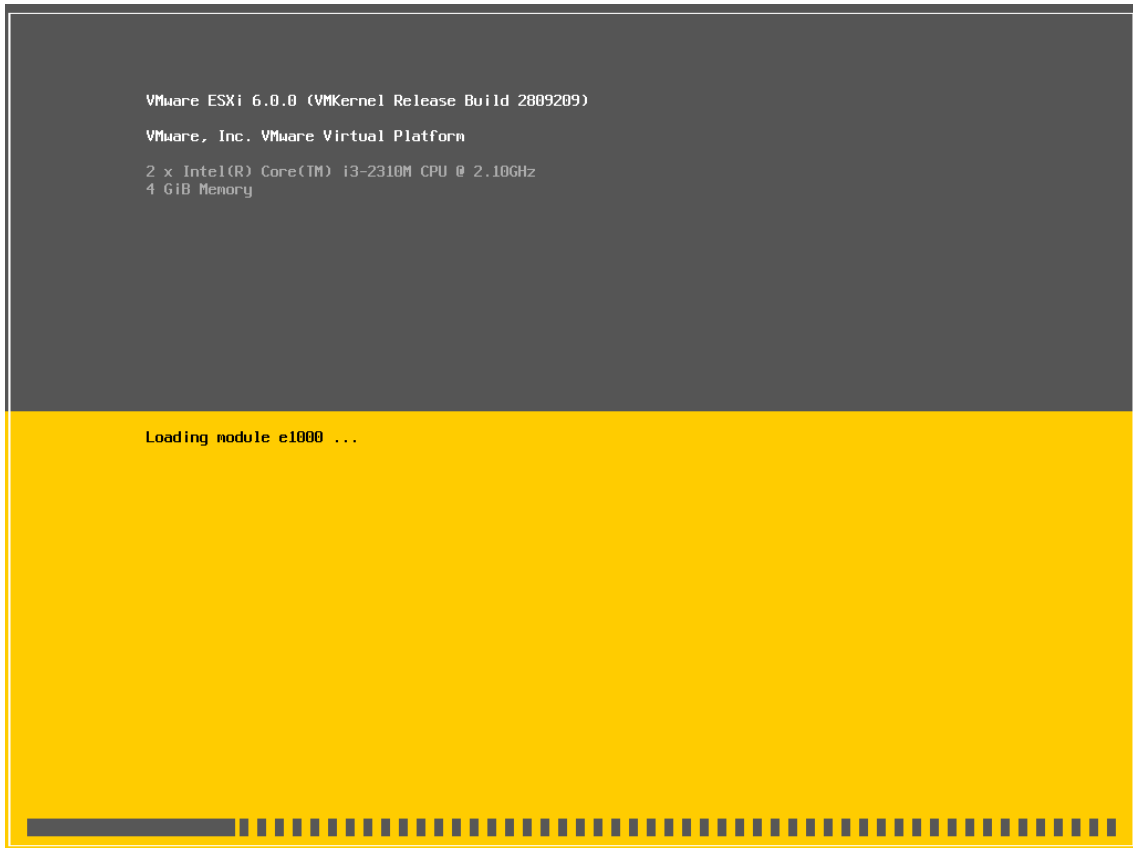 VMware ESXi 6.0.0 (VMKernel Release Build 2809209)
VMware, Inc. VMware Virtual Platform
2 x Intel(R) Core(TM) i3-2310M CPU @ 2.10GHz
4 GiB Memory
Loading module e1000 ...